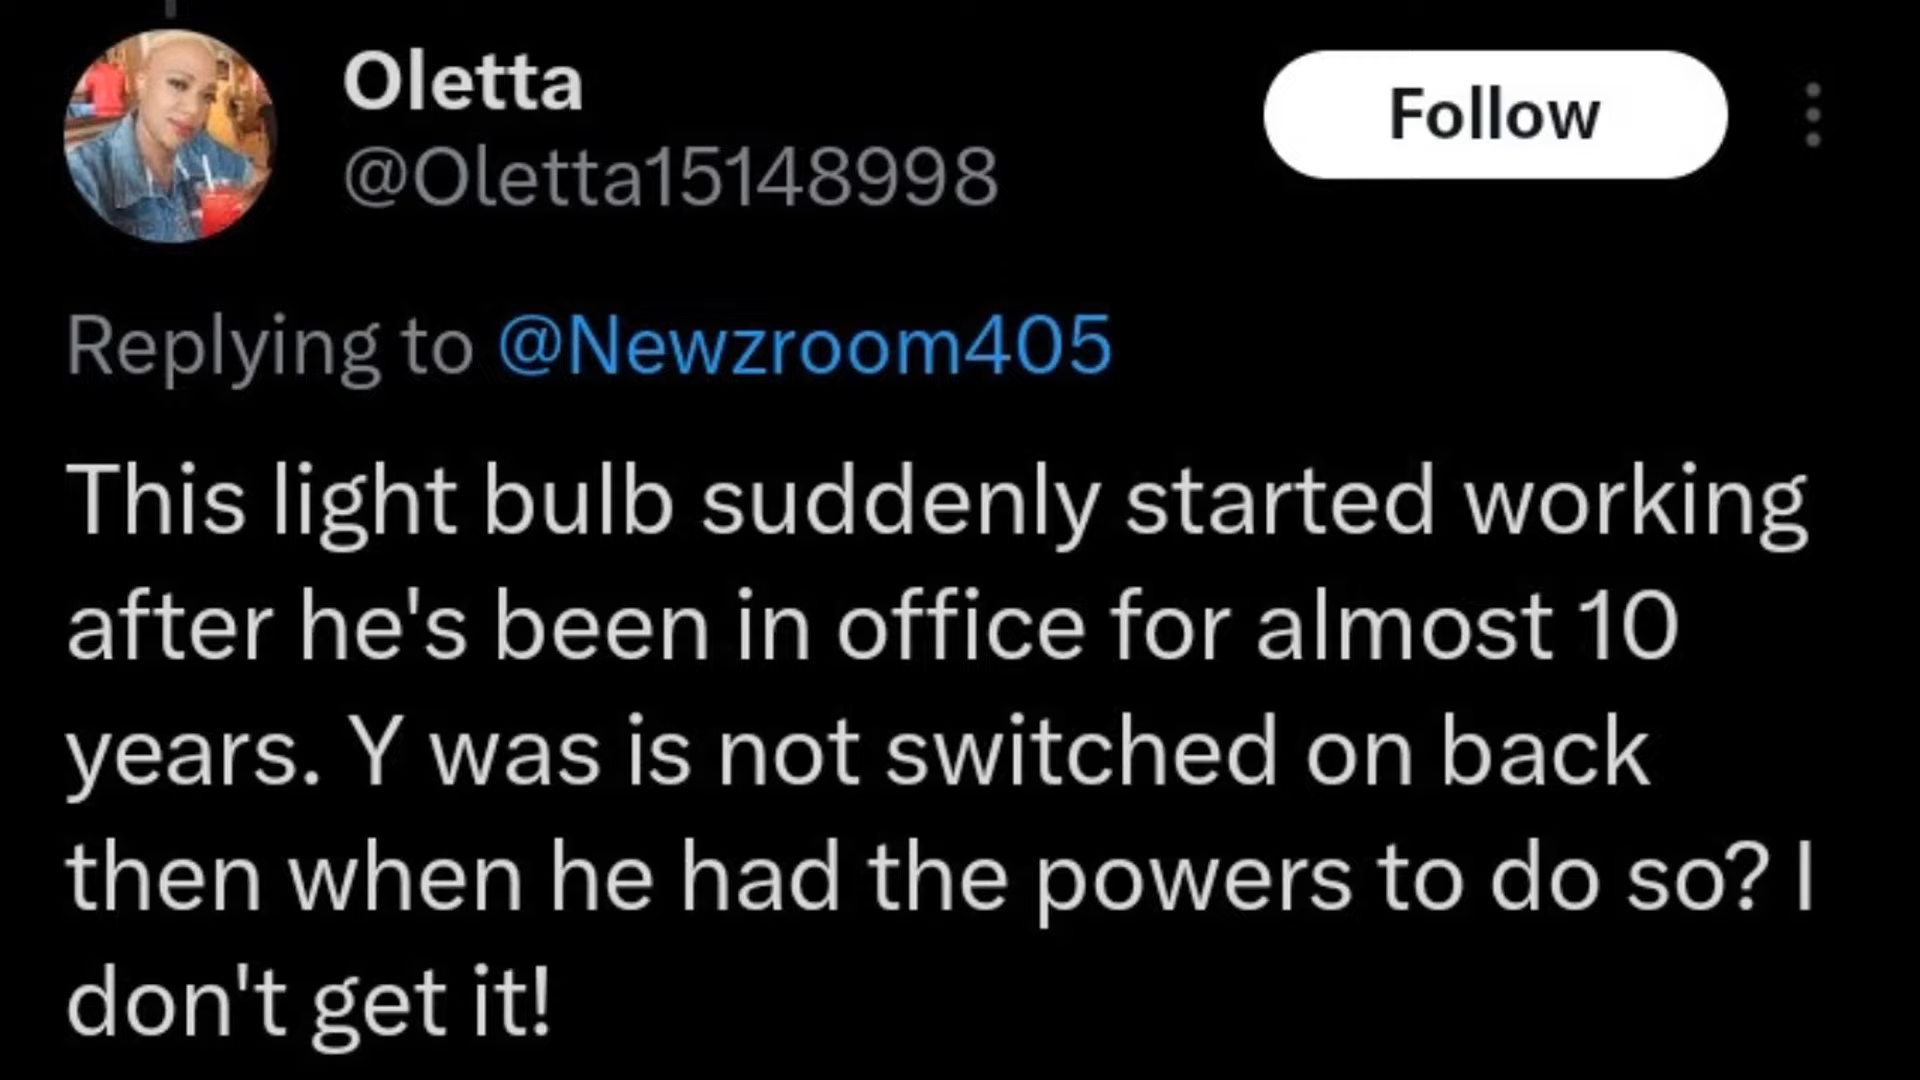 Oletta
@Oletta15148998
Follow
Replying to @Newzroom405
This light bulb suddenly started working
after he's been in office for almost 10
years. Y was is not switched on back
then when he had the powers to do so? I
don't get it!